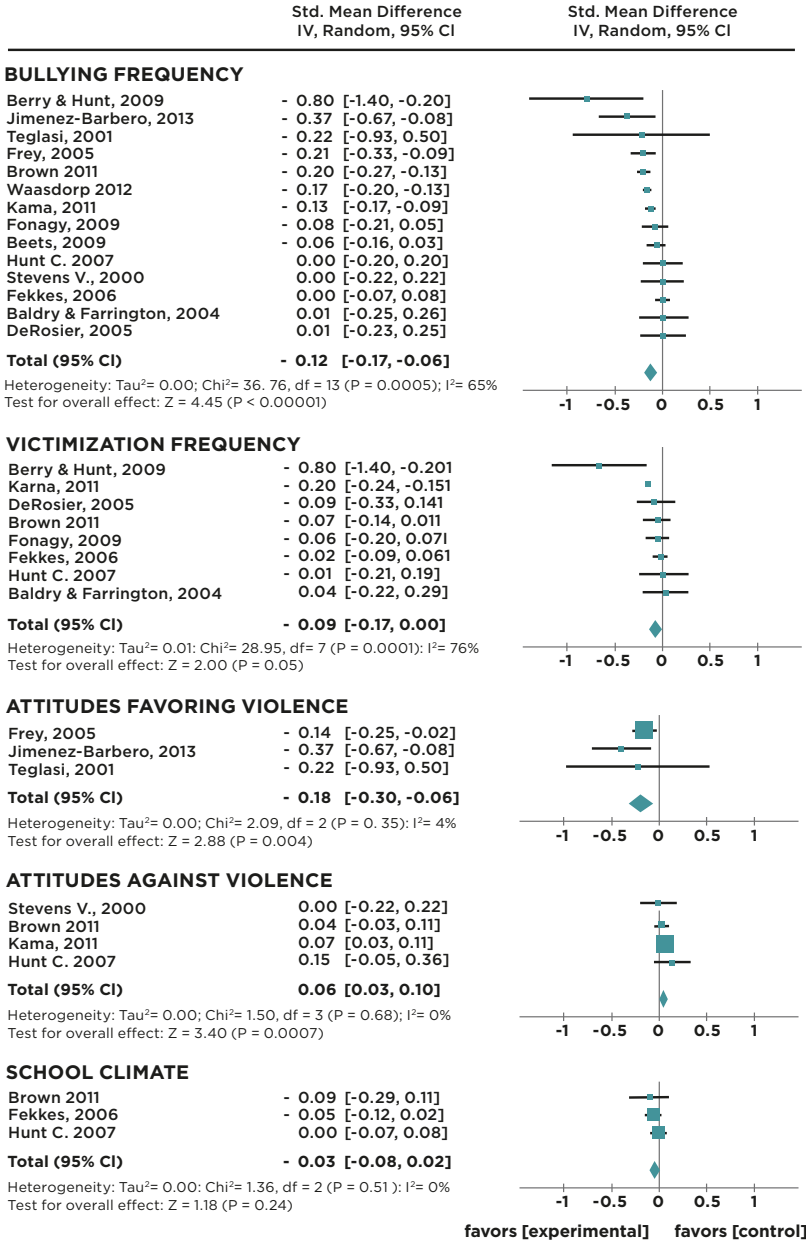 Std. Mean Difference Std. Mean Difference
IV, Random, 95% CI IV, Random, 95% CI
BULLYING FREQUENCY
Berry & Hunt, 2009 - 0.80 [-1.40, -0.20]
Jimenez-Barbero, 2013 - 0.37 [-0.67, -0.08]
Teglasi, 2001 - 0.22 [-0.93, 0.50]
Frey, 2005 - 0.21 [-0.33, -0.09]
Brown 2011 - 0.20 [-0.27, -0.13]
Waasdorp 2012 - 0.17 [-0.20, -0.13]
Kama, 2011 - 0.13 [-0.17, -0.09]
Fonagy, 2009 - 0.08 [-0.21, 0.05]
Beets, 2009 - 0.06 [-0.16, 0.03]
Hunt C. 2007 0.00 [-0.20, 0.20]
Stevens V., 2000 0.00 [-0.22, 0.22]
Fekkes, 2006 0.00 [-0.07, 0.08]
Baldry & Farrington, 2004 0.01 [-0.25, 0.26]
DeRosier, 2005 0.01 [-0.23, 0.25]
Total (95% CI) - 0.12 [-0.17, -0.06]
Heterogeneity: Tau²= 0.00; Chi²= 36. 76, df = 13 (P = 0.0005); I²= 65%
Test for overall effect: Z = 4.45 (P < 0.00001)
-1 -0.5 0 0.5 1
VICTIMIZATION FREQUENCY
Berry & Hunt, 2009 - 0.80 [-1.40, -0.201
Karna, 2011 - 0.20 [-0.24, -0.151
DeRosier, 2005 - 0.09 [-0.33, 0.141
Brown 2011 - 0.07 [-0.14, 0.011
Fonagy, 2009 - 0.06 [-0.20, 0.07I
Fekkes, 2006 - 0.02 [-0.09, 0.061
Hunt C. 2007 - 0.01 [-0.21, 0.19]
Baldry & Farrington, 2004 0.04 [-0.22, 0.29]
Total (95% CI) - 0.09 [-0.17, 0.00]
Heterogeneity: Tau²= 0.01: Chi²= 28.95, df= 7 (P = 0.0001): I²= 76%
Test for overall effect: Z = 2.00 (P = 0.05)
-1 -0.5 0 0.5 1
ATTITUDES FAVORING VIOLENCE
Frey, 2005 - 0.14 [-0.25, -0.02]
Jimenez-Barbero, 2013 - 0.37 [-0.67, -0.08]
Teglasi, 2001 - 0.22 [-0.93, 0.50]
Total (95% CI) - 0.18 [-0.30, -0.06]
Heterogeneity: Tau²= 0.00; Chi²= 2.09, df = 2 (P = 0. 35): I²= 4%
Test for overall effect: Z = 2.88 (P = 0.004)
-1 -0.5 0 0.5 1
ATTITUDES AGAINST VIOLENCE
Stevens V., 2000 0.00 [-0.22, 0.22]
Brown 2011 0.04 [-0.03, 0.11]
Kama, 2011 0.07 [0.03, 0.11]
Hunt C. 2007 0.15 [-0.05, 0.36]
Total (95% CI) 0.06 [0.03, 0.10]
Heterogeneity: Tau²= 0.00; Chi²= 1.50, df = 3 (P = 0.68); I²= 0%
Test for overall effect: Z = 3.40 (P = 0.0007)
-1 -0.5 0 0.5 1
SCHOOL CLIMATE
Brown 2011 - 0.09 [-0.29, 0.11]
Fekkes, 2006 - 0.05 [-0.12, 0.02]
Hunt C. 2007 0.00 [-0.07, 0.08]
Total (95% CI) - 0.03 [-0.08, 0.02]
Heterogeneity: Tau²= 0.00: Chi²= 1.36, df = 2 (P = 0.51 ): I²= 0%
Test for overall effect: Z = 1.18 (P = 0.24)
-1 -0.5 0 0.5 1
favors [experimental] favors [control]